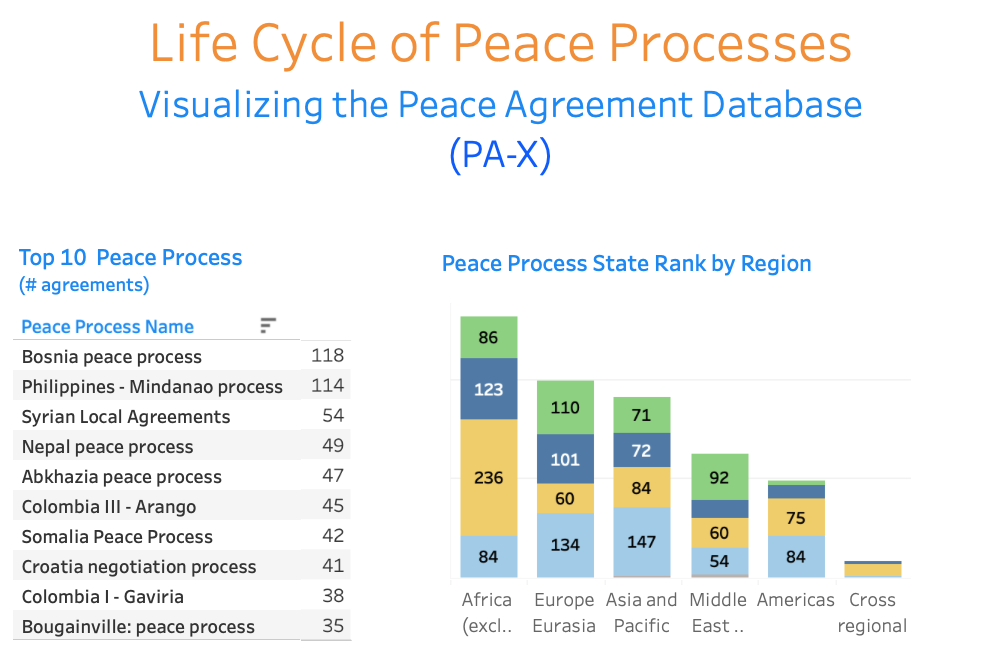 Life Cycle of Peace Processes
Visualizing the Peace Agreement Database
(PA-X)
Top 10 Peace Process
(# agreements)
Peace Process Name
Bosnia peace process 118
Philippines - Mindanao process 114
Syrian Local Agreements 54
Nepal peace process 49
Abkhazia peace process 47
Colombia III - Arango 45
Somalia Peace Process 42
Croatia negotiation process 41
Colombia I - Gaviria 38
Bougainville: peace process 35
Peace Process State Rank by Region
86
123
236
84
110
101
60
134
71
72
84
147
92
60
54
75
84
Africa
(excl..
Europe
Eurasia
Asia and
Pacific
Middle
East ..
Americas
Cross
regional